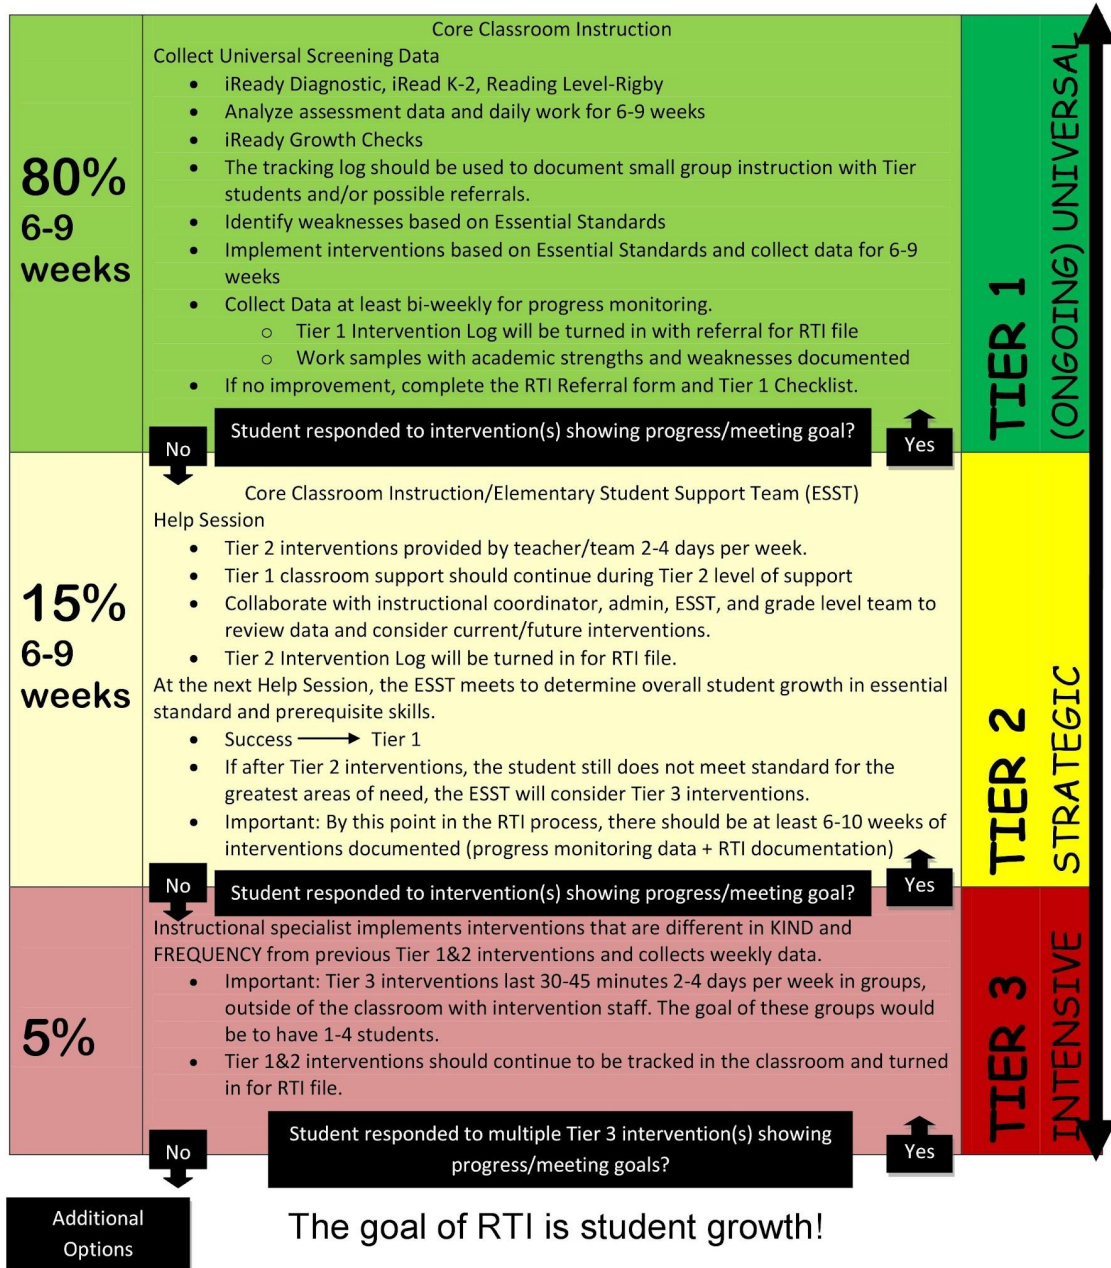 80%
6-9
weeks
Core Classroom Instruction
Collect Universal Screening Data
• iReady Diagnostic, iRead K-2, Reading Level-Rigby
• Analyze assessment data and daily work for 6-9 weeks
• iReady Growth Checks
• The tracking log should be used to document small group instruction with Tier
students and/or possible referrals.
• Identify weaknesses based on Essential Standards
• Implement interventions based on Essential Standards and collect data for 6-9
weeks
• Collect Data at least bi-weekly for progress monitoring.
o Tier 1 Intervention Log will be turned in with referral for RTI file
o Work samples with academic strengths and weaknesses documented
• If no improvement, complete the RTI Referral form and Tier 1 Checklist.
TIER 1
(ONGOING) UNIVERSAL
No
Student responded to intervention(s) showing progress/meeting goal?
Yes
15%
6-9
weeks
Core Classroom Instruction/Elementary Student Support Team (ESST)
Help Session
• Tier 2 interventions provided by teacher/team 2-4 days per week.
• Tier 1 classroom support should continue during Tier 2 level of support
• Collaborate with instructional coordinator, admin, ESST, and grade level team to
review data and consider current/future interventions.
• Tier 2 Intervention Log will be turned in for RTI file.
At the next Help Session, the ESST meets to determine overall student growth in essential
standard and prerequisite skills.
• Success ⟶ Tier 1
• If after Tier 2 interventions, the student still does not meet standard for the
greatest areas of need, the ESST will consider Tier 3 interventions.
• Important: By this point in the RTI process, there should be at least 6-10 weeks of
interventions documented (progress monitoring data + RTI documentation)
TIER 2
STRATEGIC
No
Student responded to intervention(s) showing progress/meeting goal?
Yes
5%
Instructional specialist implements interventions that are different in KIND and
FREQUENCY from previous Tier 1&2 interventions and collects weekly data.
• Important: Tier 3 interventions last 30-45 minutes 2-4 days per week in groups,
outside of the classroom with intervention staff. The goal of these groups would
be to have 1-4 students.
• Tier 1&2 interventions should continue to be tracked in the classroom and turned
in for RTI file.
TIER 3
INTENSIVE
No
Student responded to multiple Tier 3 intervention(s) showing
progress/meeting goals?
Yes
Additional
Options
The goal of RTI is student growth!